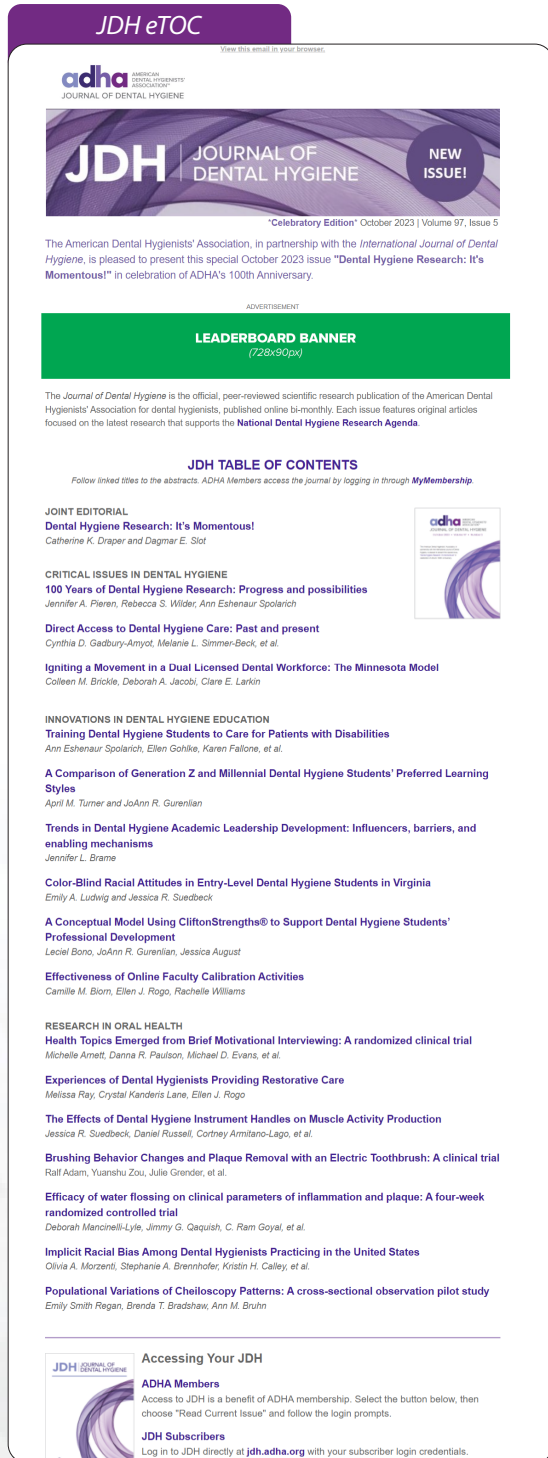 JDH eTOC
View this email in your browser.
adha AMERICAN DENTAL HYGIENISTS' ASSOCIATION™
JOURNAL OF DENTAL HYGIENE
JDH | JOURNAL OF DENTAL HYGIENE
NEW ISSUE!
*Celebratory Edition* October 2023 | Volume 97, Issue 5
The American Dental Hygienists' Association, in partnership with the International Journal of Dental
Hygiene, is pleased to present this special October 2023 issue "Dental Hygiene Research: It's
Momentous!" in celebration of ADHA's 100th Anniversary.
ADVERTISEMENT
LEADERBOARD BANNER
(728x90px)
The Journal of Dental Hygiene is the official, peer-reviewed scientific research publication of the American Dental
Hygienists' Association for dental hygienists, published online bi-monthly. Each issue features original articles
focused on the latest research that supports the National Dental Hygiene Research Agenda.
JDH TABLE OF CONTENTS
Follow linked titles to the abstracts. ADHA Members access the journal by logging in through MyMembership.
JOINT EDITORIAL
Dental Hygiene Research: It's Momentous!
Catherine K. Draper and Dagmar E. Slot
adha
JOURNAL OF DENTAL HYGIENE
CRITICAL ISSUES IN DENTAL HYGIENE
100 Years of Dental Hygiene Research: Progress and possibilities
Jennifer A. Pieren, Rebecca S. Wilder, Ann Eshenaur Spolarich
Direct Access to Dental Hygiene Care: Past and present
Cynthia D. Gadbury-Amyot, Melanie L. Simmer-Beck, et al.
Igniting a Movement in a Dual Licensed Dental Workforce: The Minnesota Model
Colleen M. Brickle, Deborah A. Jacobi, Clare E. Larkin
INNOVATIONS IN DENTAL HYGIENE EDUCATION
Training Dental Hygiene Students to Care for Patients with Disabilities
Ann Eshenaur Spolarich, Ellen Gohlke, Karen Fallone, et al.
A Comparison of Generation Z and Millennial Dental Hygiene Students' Preferred Learning
Styles
April M. Turner and JoAnn R. Gurenlian
Trends in Dental Hygiene Academic Leadership Development: Influencers, barriers, and
enabling mechanisms
Jennifer L. Brame
Color-Blind Racial Attitudes in Entry-Level Dental Hygiene Students in Virginia
Emily A. Ludwig and Jessica R. Suedbeck
A Conceptual Model Using CliftonStrengths® to Support Dental Hygiene Students'
Professional Development
Leciel Bono, JoAnn R. Gurenlian, Jessica August
Effectiveness of Online Faculty Calibration Activities
Camille M. Biorn, Ellen J. Rogo, Rachelle Williams
RESEARCH IN ORAL HEALTH
Health Topics Emerged from Brief Motivational Interviewing: A randomized clinical trial
Michelle Arnett, Danna R. Paulson, Michael D. Evans, et al.
Experiences of Dental Hygienists Providing Restorative Care
Melissa Ray, Crystal Kanderis Lane, Ellen J. Rogo
The Effects of Dental Hygiene Instrument Handles on Muscle Activity Production
Jessica R. Suedbeck, Daniel Russell, Cortney Armitano-Lago, et al.
Brushing Behavior Changes and Plaque Removal with an Electric Toothbrush: A clinical trial
Ralf Adam, Yuanshu Zou, Julie Grender, et al.
Efficacy of water flossing on clinical parameters of inflammation and plaque: A four-week
randomized controlled trial
Deborah Mancinelli-Lyle, Jimmy G. Qaquish, C. Ram Goyal, et al.
Implicit Racial Bias Among Dental Hygienists Practicing in the United States
Olivia A. Morzenti, Stephanie A. Brennhofer, Kristin H. Calley, et al.
Populational Variations of Cheiloscopy Patterns: A cross-sectional observation pilot study
Emily Smith Regan, Brenda T. Bradshaw, Ann M. Bruhn
JDH | JOURNAL OF DENTAL HYGIENE
Accessing Your JDH
ADHA Members
Access to JDH is a benefit of ADHA membership. Select the button below, then
choose "Read Current Issue" and follow the login prompts.
JDH Subscribers
Log in to JDH directly at jdh.adha.org with your subscriber login credentials.